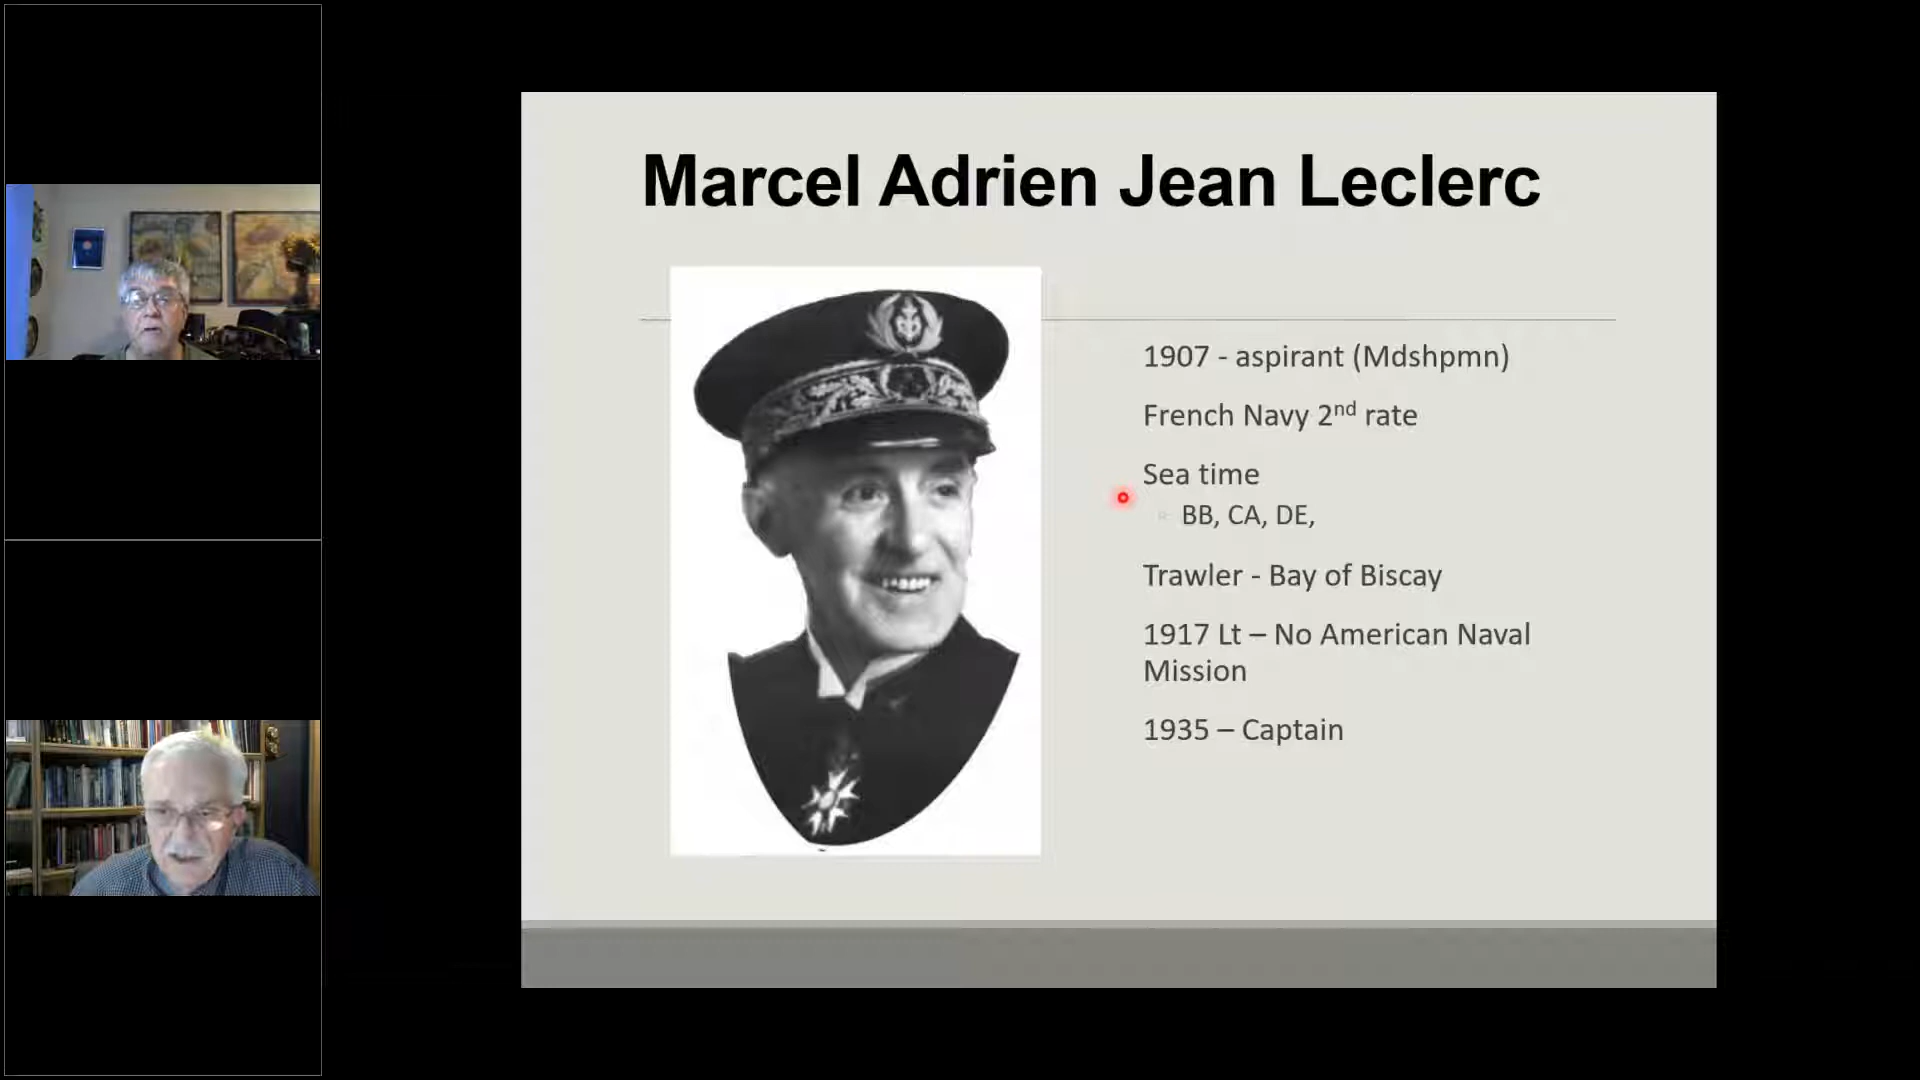 Marcel Adrien Jean Leclerc
1907 - aspirant (Mdshpmn)
French Navy 2nd rate
Sea time
BB, CA, DE,
Trawler - Bay of Biscay
1917 Lt – No American Naval
Mission
1935 – Captain